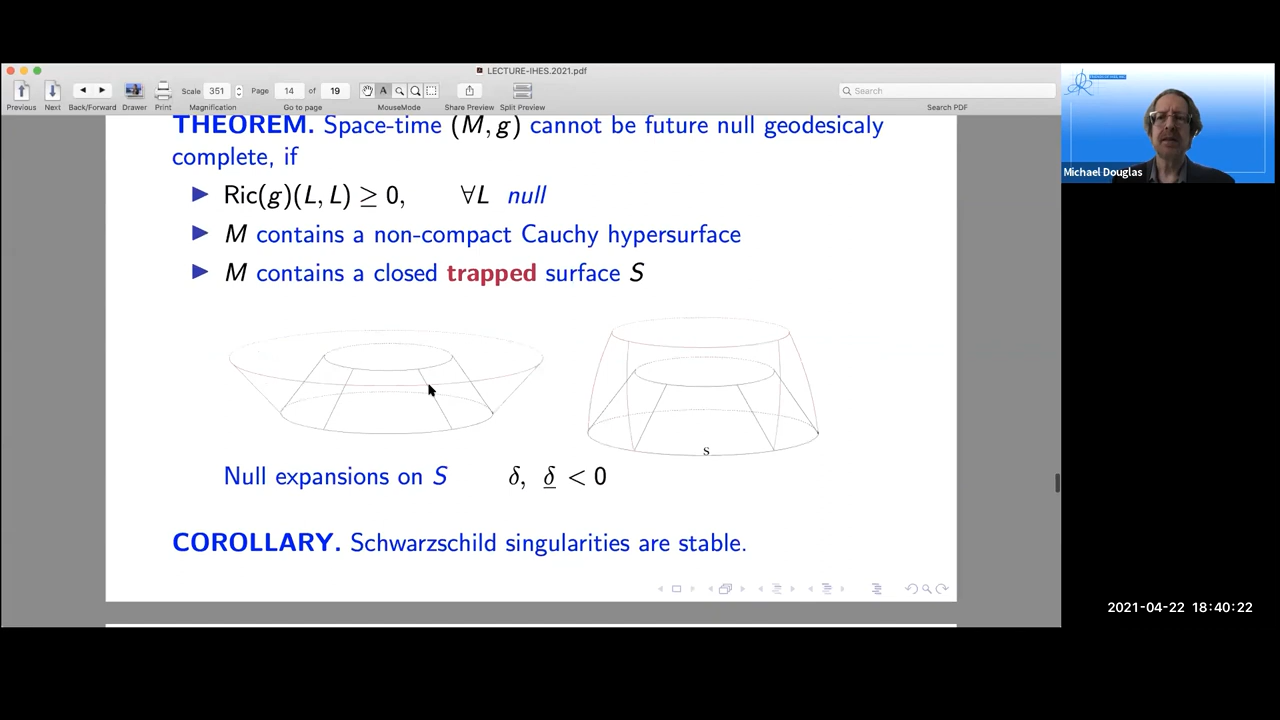 LECTURE-IHES.2021.pdf
Previous Next Back/Forward Drawer Print Scale 351 Magnification Page 14 of 19 Go to page A MouseMode Share Preview Split Preview Search Search PDF
THEOREM. Space-time (M, g) cannot be future null geodesicaly
complete, if
▶ Ric(g)(L, L) ≥ 0, ∀L null
▶ M contains a non-compact Cauchy hypersurface
▶ M contains a closed trapped surface S
S
Null expansions on S δ, δ̲ < 0
COROLLARY. Schwarzschild singularities are stable.
Michael Douglas
2021-04-22 18:40:22